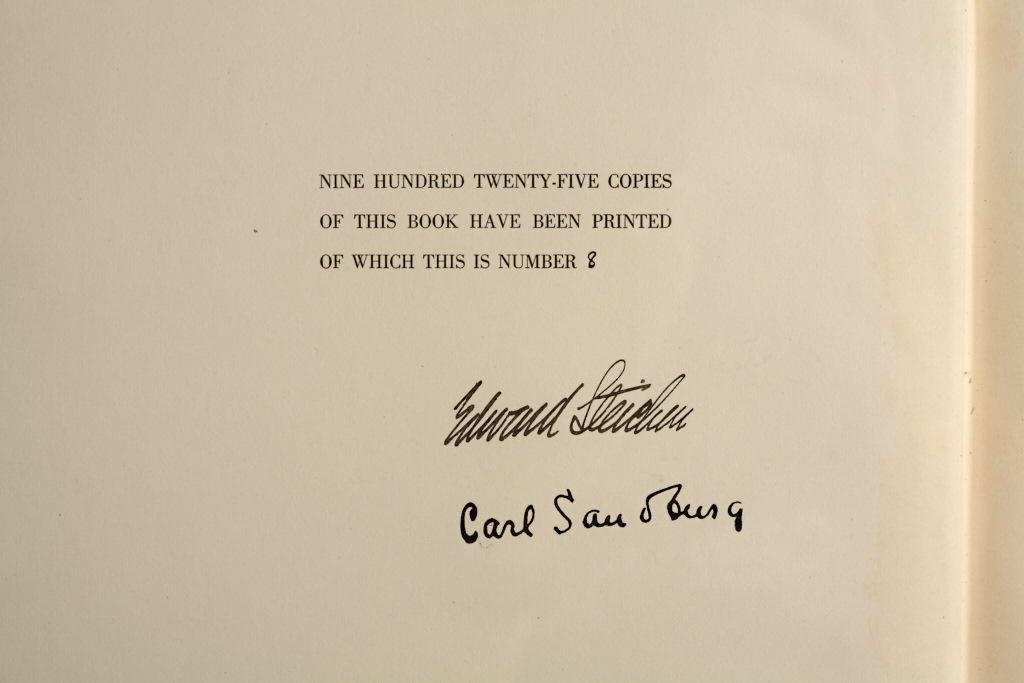 NINE HUNDRED TWENTY-FIVE COPIES
OF THIS BOOK HAVE BEEN PRINTED
OF WHICH THIS IS NUMBER 8
Edward Steichen
Carl Sandburg